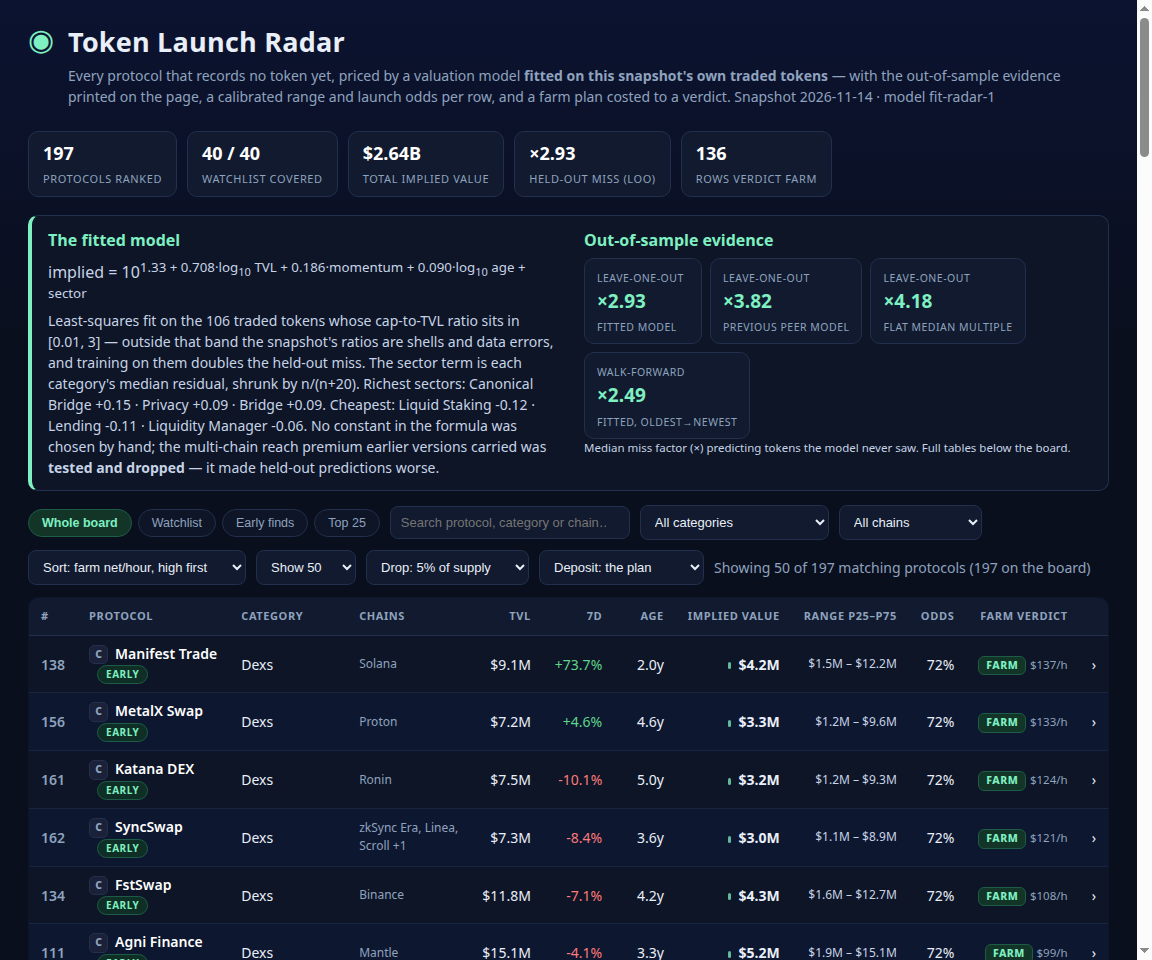 Token Launch Radar
Every protocol that records no token yet, priced by a valuation model fitted on this snapshot's own traded tokens — with the out-of-sample evidence
printed on the page, a calibrated range and launch odds per row, and a farm plan costed to a verdict. Snapshot 2026-11-14 · model fit-radar-1
197
PROTOCOLS RANKED
40 / 40
WATCHLIST COVERED
$2.64B
TOTAL IMPLIED VALUE
×2.93
HELD-OUT MISS (LOO)
136
ROWS VERDICT FARM
The fitted model
implied = 10^1.33 + 0.708·log10 TVL + 0.186·momentum + 0.090·log10 age +
sector
Least-squares fit on the 106 traded tokens whose cap-to-TVL ratio sits in
[0.01, 3] — outside that band the snapshot's ratios are shells and data errors,
and training on them doubles the held-out miss. The sector term is each
category's median residual, shrunk by n/(n+20). Richest sectors: Canonical
Bridge +0.15 · Privacy +0.09 · Bridge +0.09. Cheapest: Liquid Staking -0.12 ·
Lending -0.11 · Liquidity Manager -0.06. No constant in the formula was
chosen by hand; the multi-chain reach premium earlier versions carried was
tested and dropped — it made held-out predictions worse.
Out-of-sample evidence
LEAVE-ONE-OUT
×2.93
FITTED MODEL
LEAVE-ONE-OUT
×3.82
PREVIOUS PEER MODEL
LEAVE-ONE-OUT
×4.18
FLAT MEDIAN MULTIPLE
WALK-FORWARD
×2.49
FITTED, OLDEST→NEWEST
Median miss factor (×) predicting tokens the model never saw. Full tables below the board.
Whole board Watchlist Early finds Top 25 Search protocol, category or chain.. All categories All chains
Sort: farm net/hour, high first Show 50 Drop: 5% of supply Deposit: the plan Showing 50 of 197 matching protocols (197 on the board)
# PROTOCOL CATEGORY CHAINS TVL 7D AGE IMPLIED VALUE RANGE P25–P75 ODDS FARM VERDICT
138 C Manifest Trade EARLY Dexs Solana $9.1M +73.7% 2.0y $4.2M $1.5M – $12.2M 72% FARM $137/h ›
156 C MetalX Swap EARLY Dexs Proton $7.2M +4.6% 4.6y $3.3M $1.2M – $9.6M 72% FARM $133/h ›
161 C Katana DEX EARLY Dexs Ronin $7.5M -10.1% 5.0y $3.2M $1.2M – $9.3M 72% FARM $124/h ›
162 C SyncSwap EARLY Dexs zkSync Era, Linea, Scroll +1 $7.3M -8.4% 3.6y $3.0M $1.1M – $8.9M 72% FARM $121/h ›
134 C FstSwap EARLY Dexs Binance $11.8M -7.1% 4.2y $4.3M $1.6M – $12.7M 72% FARM $108/h ›
111 C Agni Finance EARLY Dexs Mantle $15.1M -4.1% 3.3y $5.2M $1.9M – $15.1M 72% FARM $99/h ›